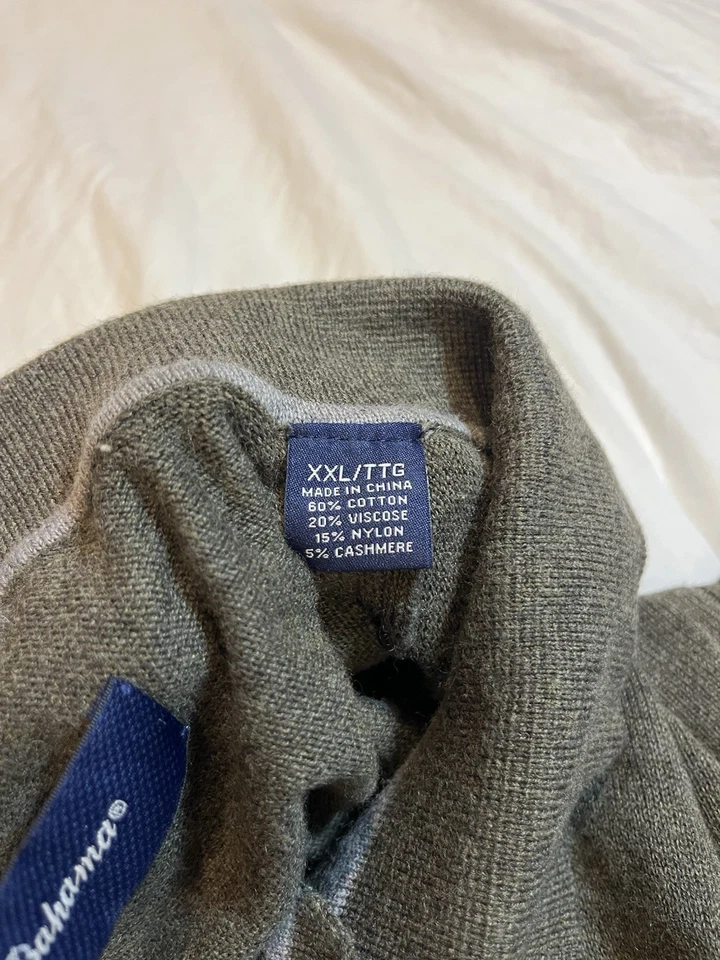 XXL/TTG
MADE IN CHINA
60% COTTON
20% VISCOSE
15% NYLON
5% CASHMERE
Bahama®